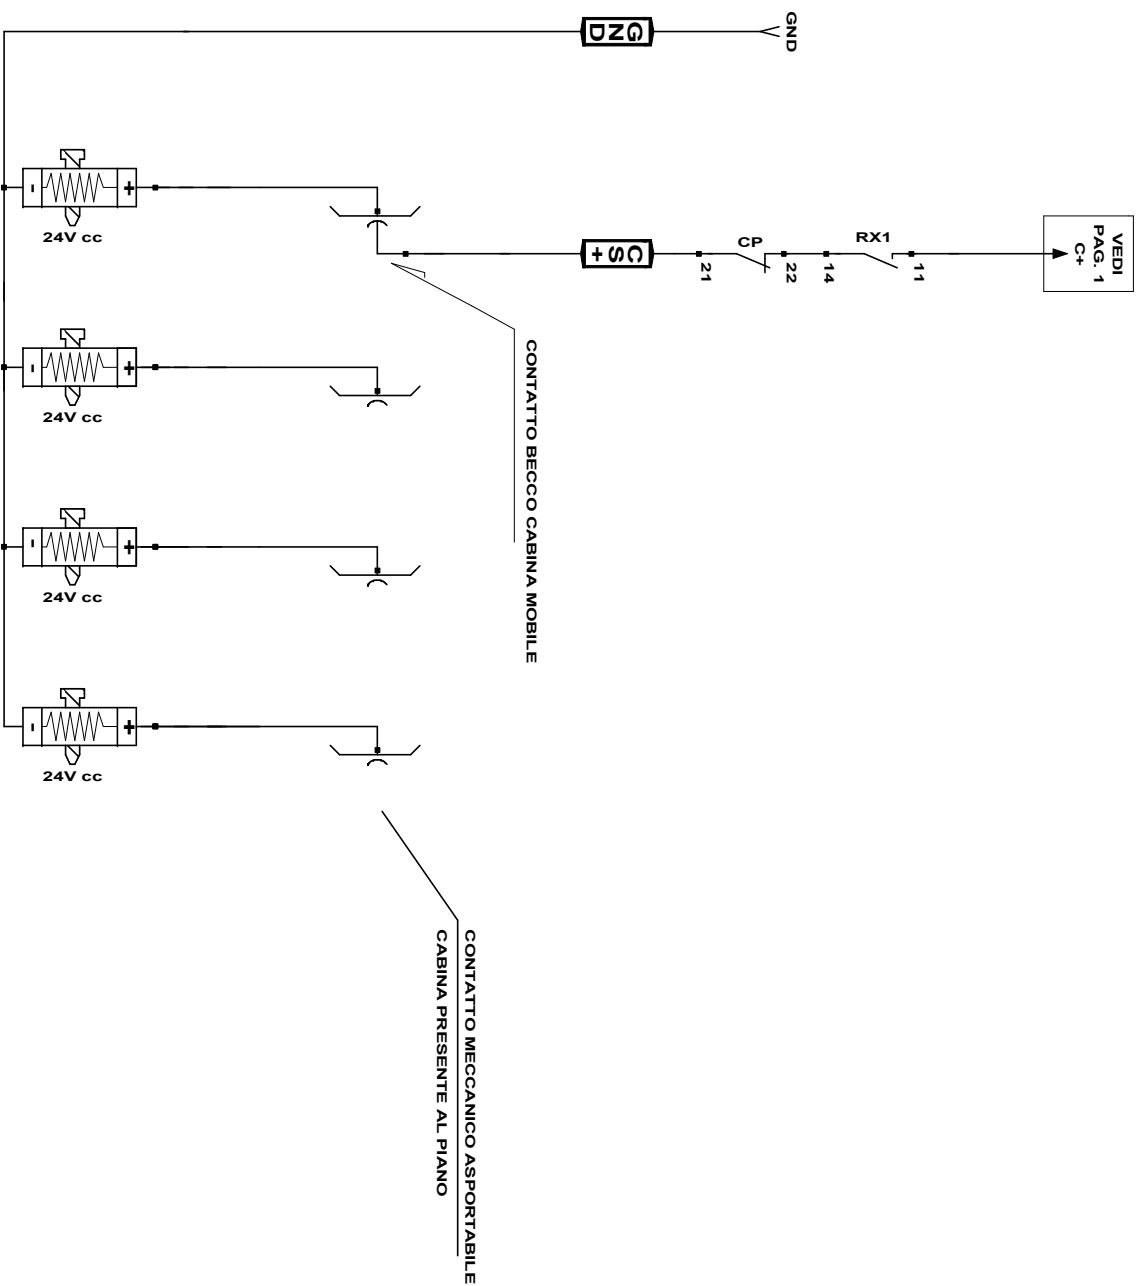 GND
GND
VEDI
PAG. 1
C+
RX1
11
14
CP
22
21
CS
+
CONTATTO BECCO CABINA MOBILE
+
-
24V cc
+
-
24V cc
+
-
24V cc
+
-
24V cc
CONTATTO MECCANICO ASPORTABILE
CABINA PRESENTE AL PIANO